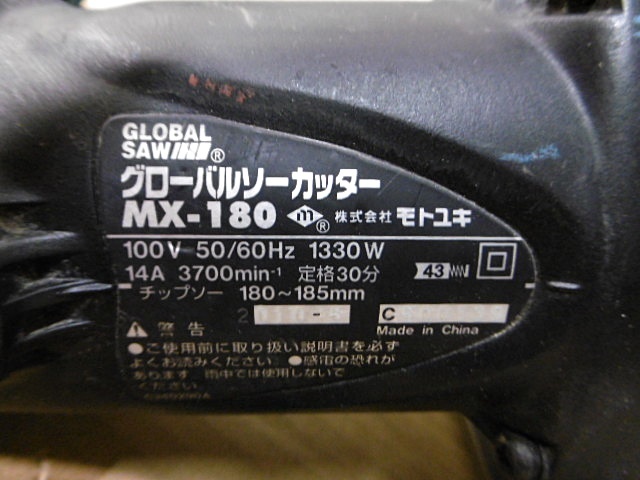 GLOBAL
SAW®
グローバルソーカッター
MX-180 ® 株式会社 モトユキ
100V 50/60Hz 1330W
14A 3700min⁻¹ 定格30分 43
チップソー 180~185mm
C
警告 Made in China
●ご使用前に取り扱い説明書を必ず
よくお読みください ●感電の恐れが
あります 雨中では使用しないで
ください